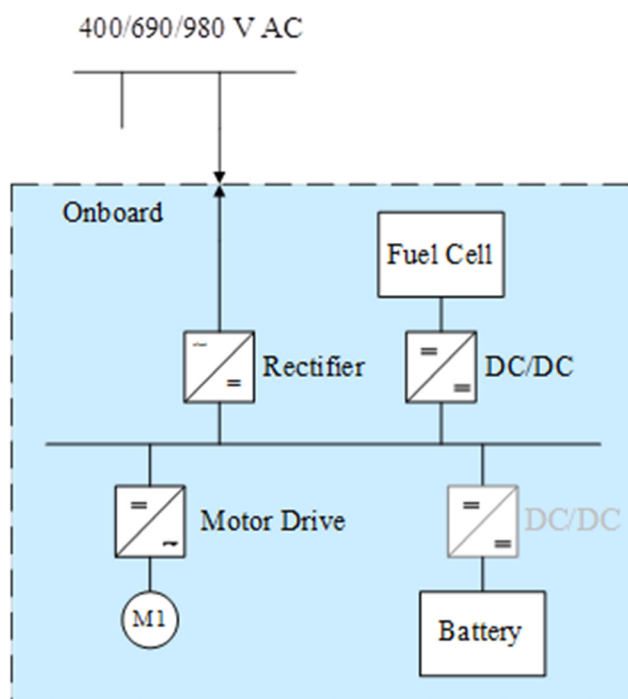 400/690/980 V AC
Onboard
Fuel Cell
Rectifier
DC/DC
Motor Drive
DC/DC
M1
Battery